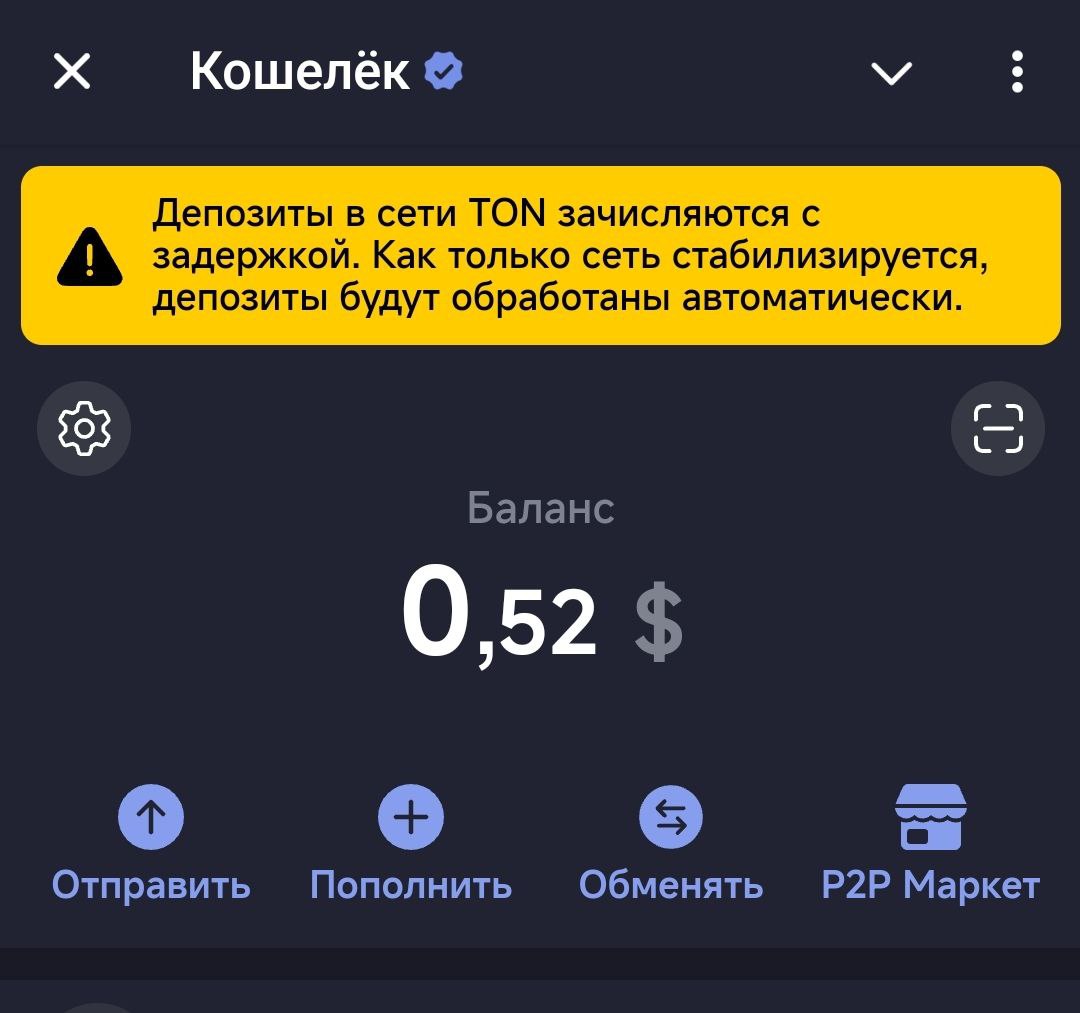 Кошелёк
Депозиты в сети TON зачисляются с
задержкой. Как только сеть стабилизируется,
депозиты будут обработаны автоматически.
Баланс
0,52 $
Отправить
Пополнить
Обменять
P2P Маркет